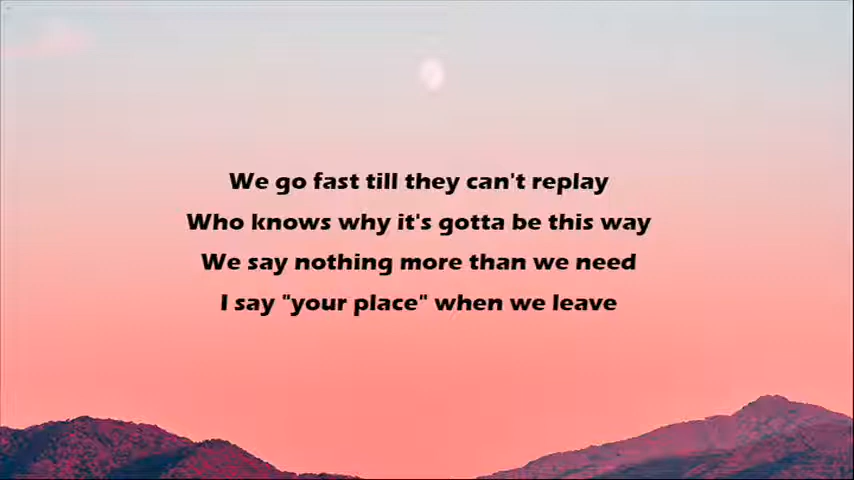 We go fast till they can't replay
Who knows why it's gotta be this way
We say nothing more than we need
I say "your place" when we leave